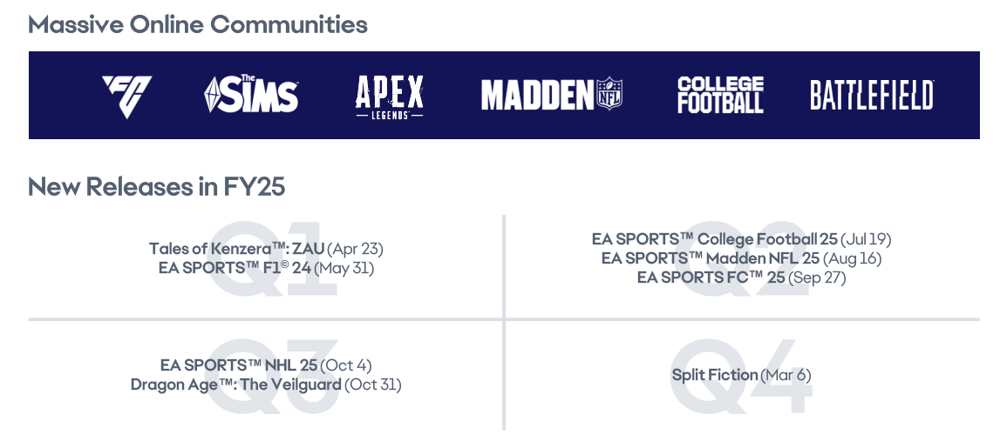 Massive Online Communities
FC
The SIMS™
APEX
LEGENDS™
MADDEN NFL
COLLEGE
FOOTBALL
BATTLEFIELD™
New Releases in FY25
Q1
Tales of Kenzera™: ZAU (Apr 23)
EA SPORTS™ F1© 24 (May 31)
Q2
EA SPORTS™ College Football 25 (Jul 19)
EA SPORTS™ Madden NFL 25 (Aug 16)
EA SPORTS FC™ 25 (Sep 27)
Q3
EA SPORTS™ NHL 25 (Oct 4)
Dragon Age™: The Veilguard (Oct 31)
Q4
Split Fiction (Mar 6)